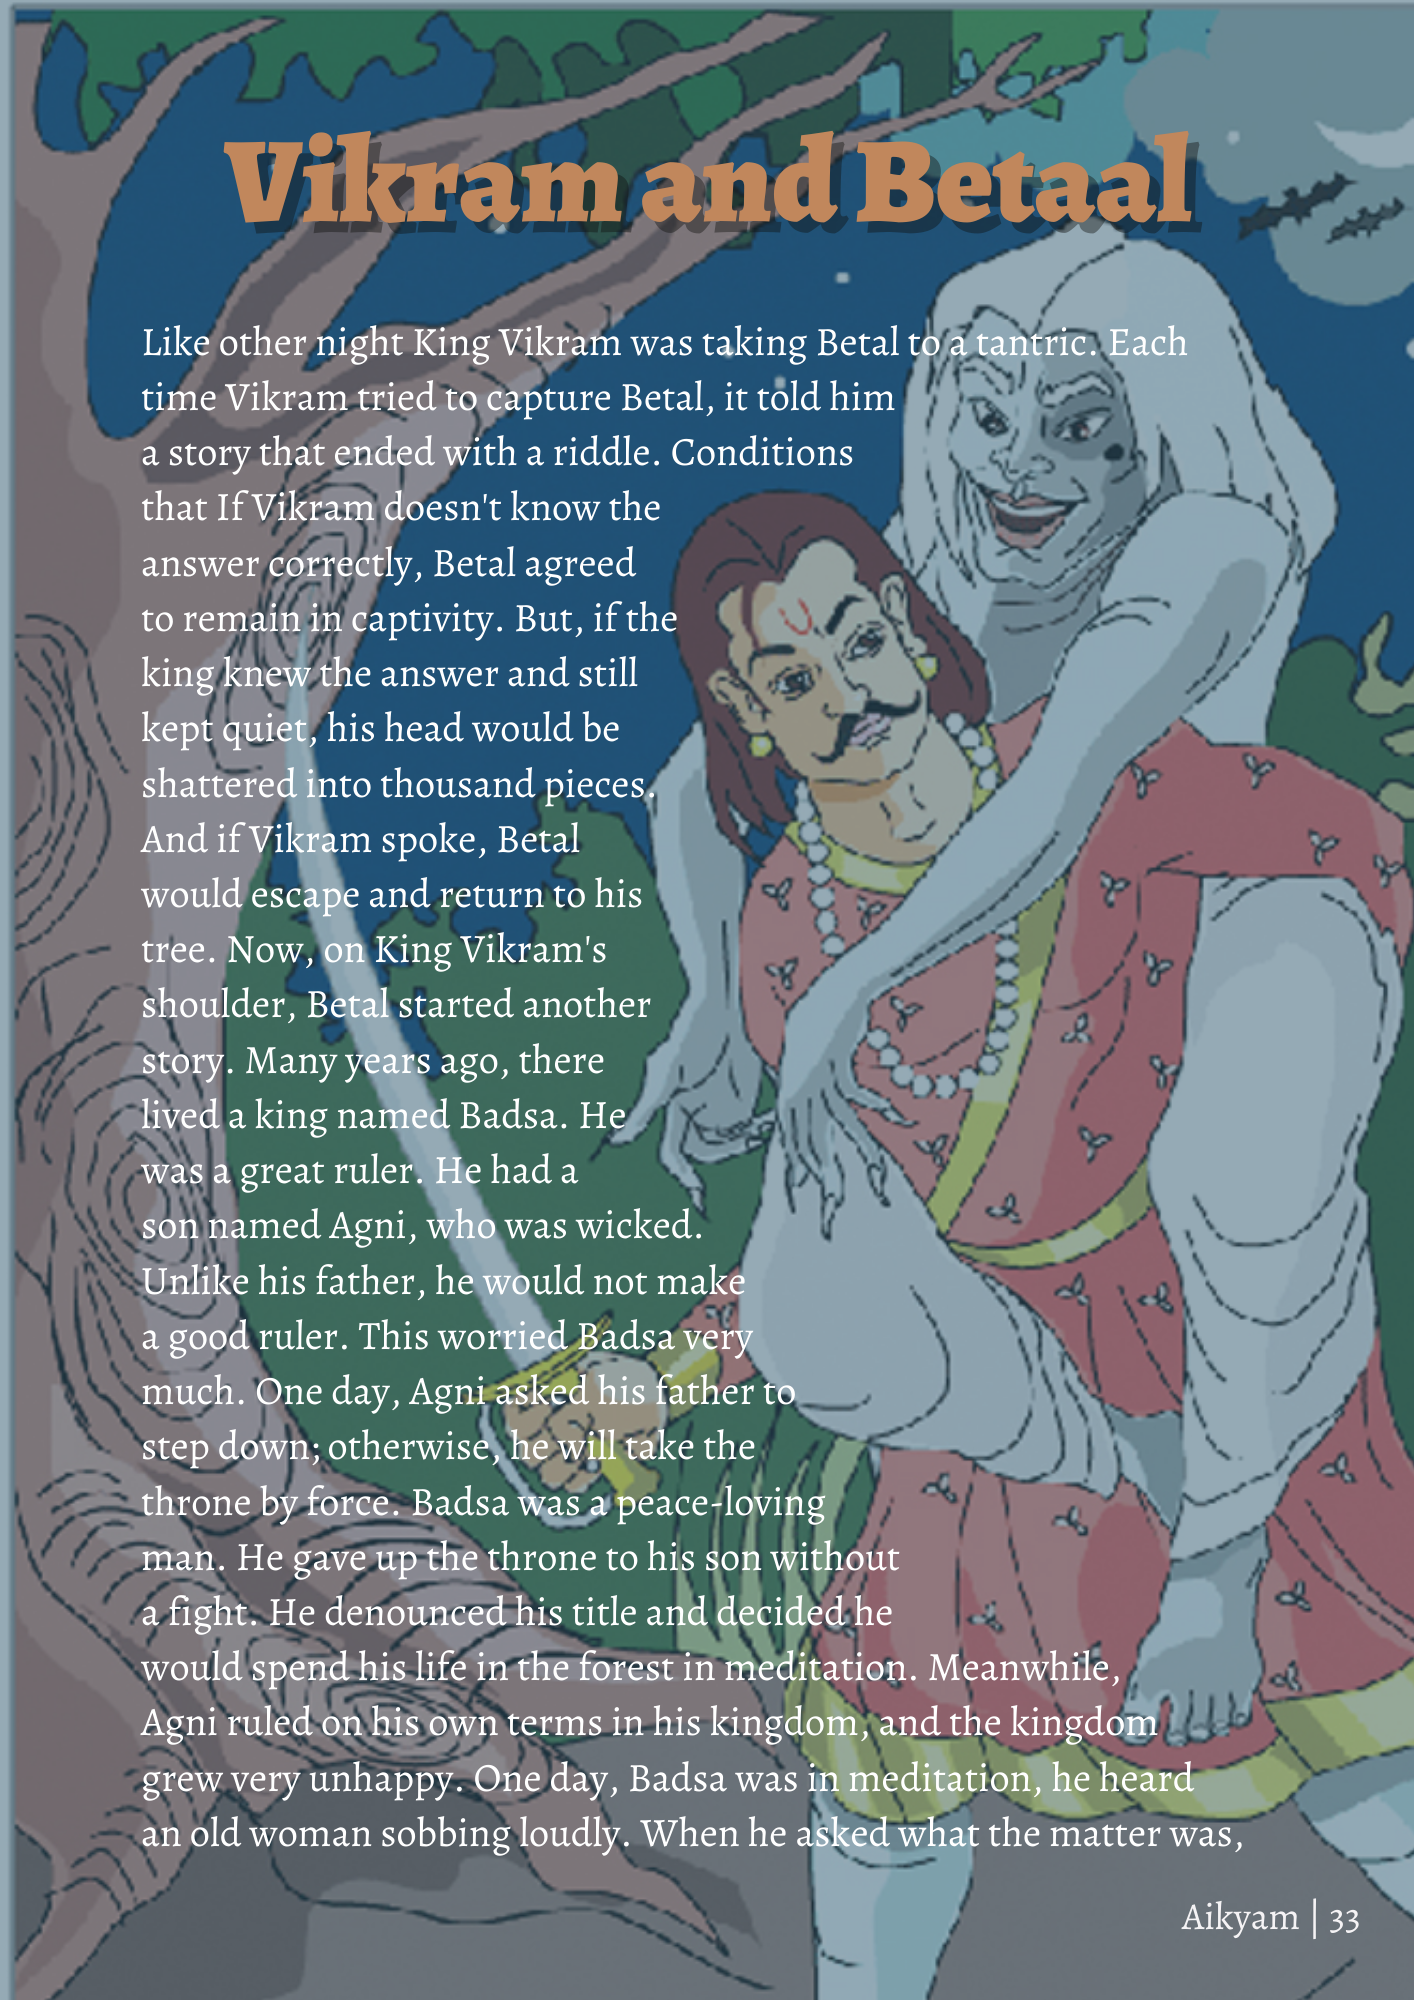 Vikram and Betaal
Like other night King Vikram was taking Betal to a tantric. Each
time Vikram tried to capture Betal, it told him
a story that ended with a riddle. Conditions
that If Vikram doesn't know the
answer correctly, Betal agreed
to remain in captivity. But, if the
king knew the answer and still
kept quiet, his head would be
shattered into thousand pieces.
And if Vikram spoke, Betal
would escape and return to his
tree. Now, on King Vikram's
shoulder, Betal started another
story. Many years ago, there
lived a king named Badsa. He
was a great ruler. He had a
son named Agni, who was wicked.
Unlike his father, he would not make
a good ruler. This worried Badsa very
much. One day, Agni asked his father to
step down; otherwise, he will take the
throne by force. Badsa was a peace-loving
man. He gave up the throne to his son without
a fight. He denounced his title and decided he
would spend his life in the forest in meditation. Meanwhile,
Agni ruled on his own terms in his kingdom, and the kingdom
grew very unhappy. One day, Badsa was in meditation, he heard
an old woman sobbing loudly. When he asked what the matter was,
Aikyam | 33